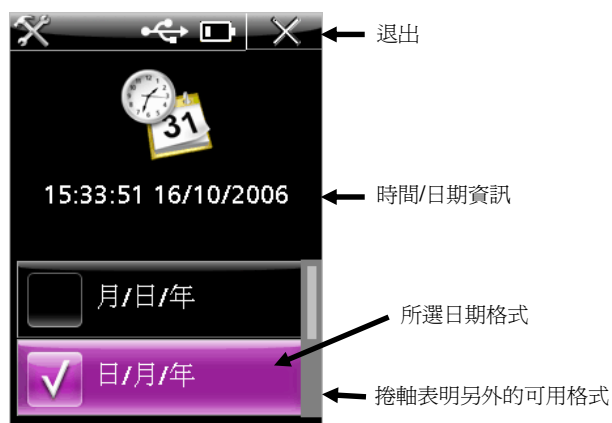 退出
31
15:33:51 16/10/2006
時間/日期資訊
月/日/年
所選日期格式
日/月/年
捲軸表明另外的可用格式